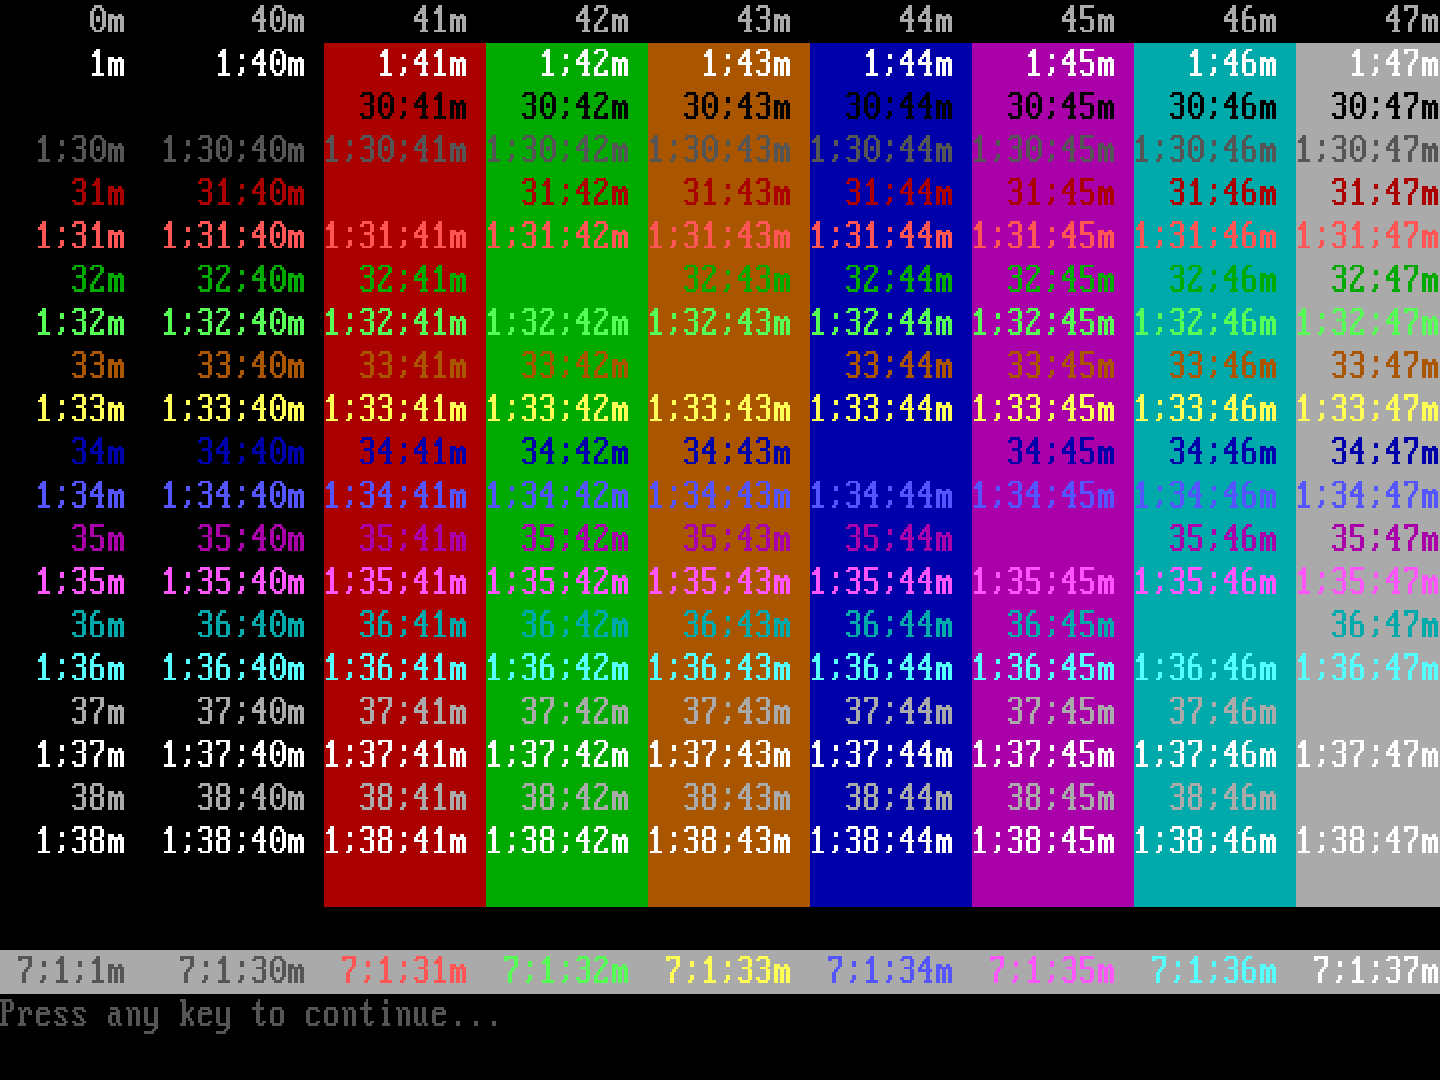 0m 40m 41m 42m 43m 44m 45m 46m 47m
1m 1;40m 1;41m 1;42m 1;43m 1;44m 1;45m 1;46m 1;47m
30;41m 30;42m 30;43m 30;44m 30;45m 30;46m 30;47m
1;30m 1;30;40m 1;30;41m 1;30;42m 1;30;43m 1;30;44m 1;30;45m 1;30;46m 1;30;47m
31m 31;40m 31;42m 31;43m 31;44m 31;45m 31;46m 31;47m
1;31m 1;31;40m 1;31;41m 1;31;42m 1;31;43m 1;31;44m 1;31;45m 1;31;46m 1;31;47m
32m 32;40m 32;41m 32;43m 32;44m 32;45m 32;46m 32;47m
1;32m 1;32;40m 1;32;41m 1;32;42m 1;32;43m 1;32;44m 1;32;45m 1;32;46m 1;32;47m
33m 33;40m 33;41m 33;42m 33;44m 33;45m 33;46m 33;47m
1;33m 1;33;40m 1;33;41m 1;33;42m 1;33;43m 1;33;44m 1;33;45m 1;33;46m 1;33;47m
34m 34;40m 34;41m 34;42m 34;43m 34;45m 34;46m 34;47m
1;34m 1;34;40m 1;34;41m 1;34;42m 1;34;43m 1;34;44m 1;34;45m 1;34;46m 1;34;47m
35m 35;40m 35;41m 35;42m 35;43m 35;44m 35;46m 35;47m
1;35m 1;35;40m 1;35;41m 1;35;42m 1;35;43m 1;35;44m 1;35;45m 1;35;46m 1;35;47m
36m 36;40m 36;41m 36;42m 36;43m 36;44m 36;45m 36;47m
1;36m 1;36;40m 1;36;41m 1;36;42m 1;36;43m 1;36;44m 1;36;45m 1;36;46m 1;36;47m
37m 37;40m 37;41m 37;42m 37;43m 37;44m 37;45m 37;46m
1;37m 1;37;40m 1;37;41m 1;37;42m 1;37;43m 1;37;44m 1;37;45m 1;37;46m 1;37;47m
38m 38;40m 38;41m 38;42m 38;43m 38;44m 38;45m 38;46m
1;38m 1;38;40m 1;38;41m 1;38;42m 1;38;43m 1;38;44m 1;38;45m 1;38;46m 1;38;47m
7;1;1m 7;1;30m 7;1;31m 7;1;32m 7;1;33m 7;1;34m 7;1;35m 7;1;36m 7;1;37m
Press any key to continue...